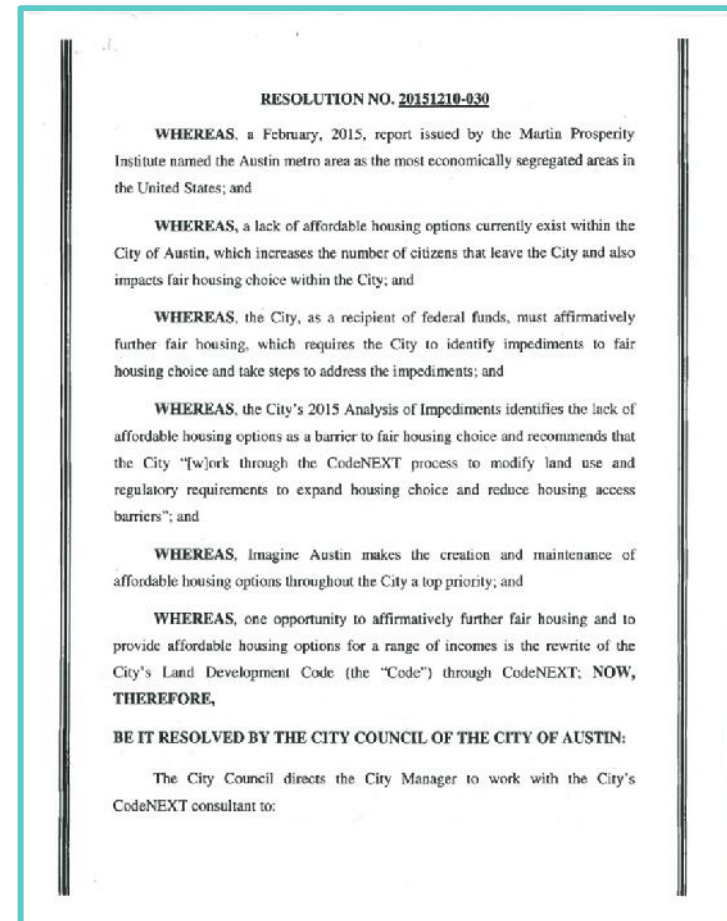 RESOLUTION NO. 20151210-030
WHEREAS, a February, 2015, report issued by the Martin Prosperity
Institute named the Austin metro area as the most economically segregated areas in
the United States; and
WHEREAS, a lack of affordable housing options currently exist within the
City of Austin, which increases the number of citizens that leave the City and also
impacts fair housing choice within the City; and
WHEREAS, the City, as a recipient of federal funds, must affirmatively
further fair housing, which requires the City to identify impediments to fair
housing choice and take steps to address the impediments; and
WHEREAS, the City's 2015 Analysis of Impediments identifies the lack of
affordable housing options as a barrier to fair housing choice and recommends that
the City "[w]ork through the CodeNEXT process to modify land use and
regulatory requirements to expand housing choice and reduce housing access
barriers"; and
WHEREAS, Imagine Austin makes the creation and maintenance of
affordable housing options throughout the City a top priority; and
WHEREAS, one opportunity to affirmatively further fair housing and to
provide affordable housing options for a range of incomes is the rewrite of the
City's Land Development Code (the "Code") through CodeNEXT; NOW,
THEREFORE,
BE IT RESOLVED BY THE CITY COUNCIL OF THE CITY OF AUSTIN:
The City Council directs the City Manager to work with the City's
CodeNEXT consultant to: